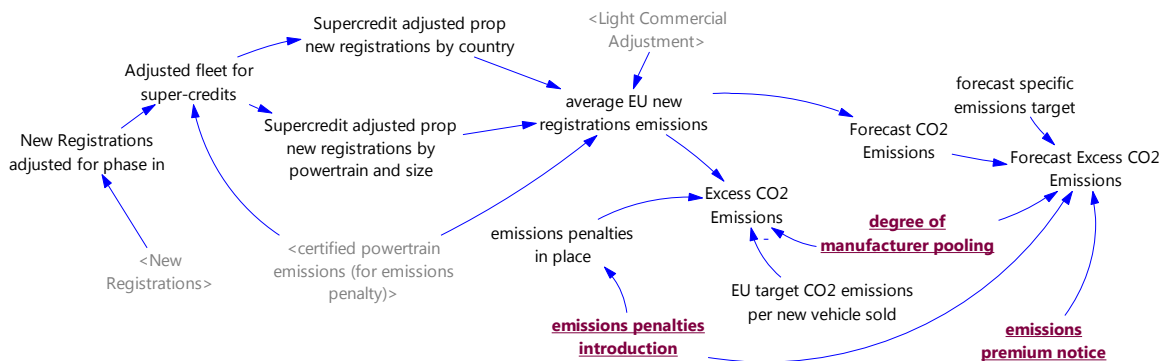 Supercredit adjusted prop
new registrations by country
<Light Commercial
Adjustment>
Adjusted fleet for
super-credits
forecast specific
emissions target
average EU new
registrations emissions
Supercredit adjusted prop
new registrations by
powertrain and size
New Registrations
adjusted for phase in
Forecast CO2
Emissions
Forecast Excess CO2
Emissions
Excess CO2
Emissions
-
degree of
manufacturer pooling
emissions penalties
in place
<certified powertrain
emissions (for emissions
penalty)>
<New
Registrations>
EU target CO2 emissions
per new vehicle sold
emissions penalties
introduction
emissions
premium notice